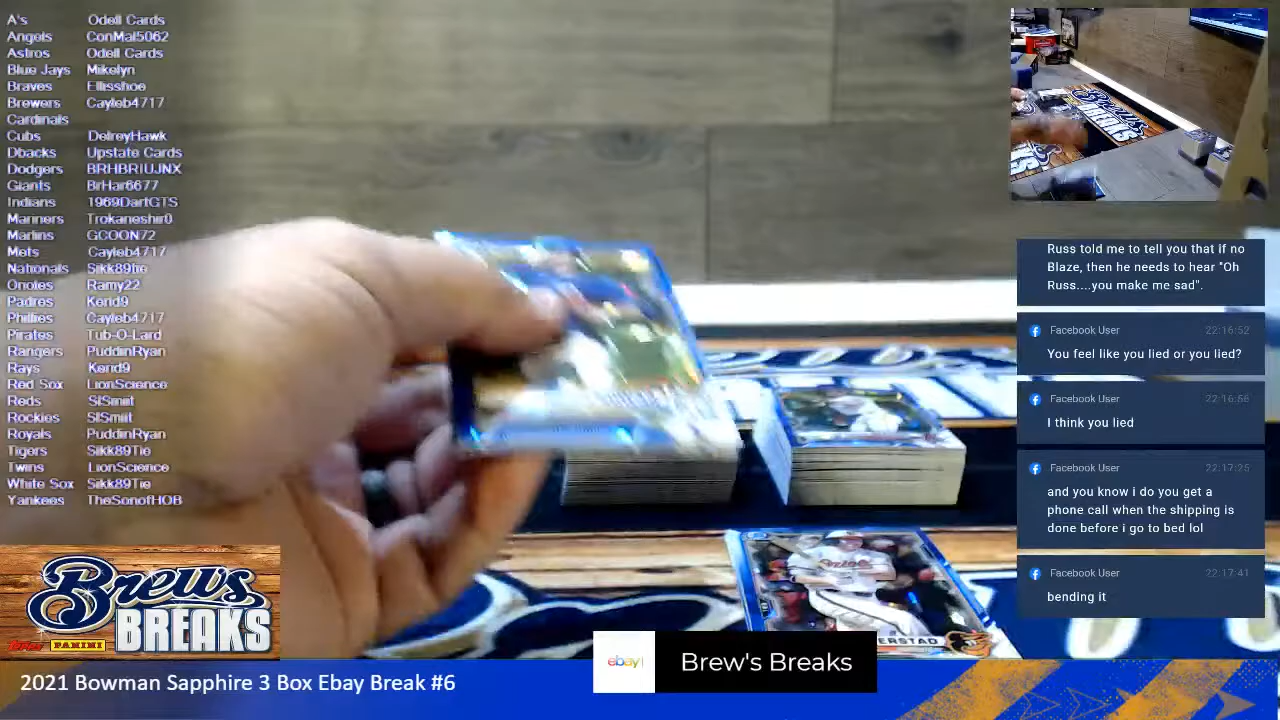 A's Odell Cards
Angels ConMal5062
Astros Odell Cards
Blue Jays Mikelyn
Braves Ellisshoe
Brewers Cayleb4717
Cardinals
Cubs DelreyHawk
Dbacks Upstate Cards
Dodgers BRHBRIUJNX
Giants BrHar6677
Indians 1969DartGTS
Mariners Trokaneshir0
Marlins GCOON72
Mets Cayleb4717
Nationals Sikk89tie
Orioles Ramy22
Padres Kend9
Phillies Cayleb4717
Pirates Tub-O-Lard
Rangers PuddinRyan
Rays Kend9
Red Sox LionScience
Reds StSmiit
Rockies StSmiit
Royals PuddinRyan
Tigers Sikk89Tie
Twins LionScience
White Sox Sikk89Tie
Yankees TheSonofHOB
Brews
BREAKS
Topps PANINI
2021 Bowman Sapphire 3 Box Ebay Break #6
ebay
Brew's Breaks
ERSTAD
Brews
BREAKS
Russ told me to tell you that if no
Blaze, then he needs to hear "Oh
Russ....you make me sad".
Facebook User 22:16:52
You feel like you lied or you lied?
Facebook User 22:16:56
I think you lied
Facebook User 22:17:25
and you know i do you get a
phone call when the shipping is
done before i go to bed lol
Facebook User 22:17:41
bending it